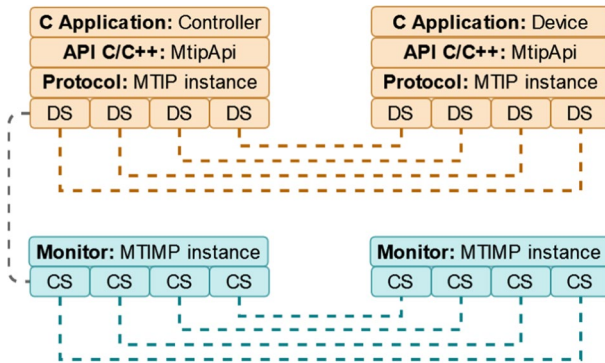 C Application: Controller
API C/C++: MtipApi
Protocol: MTIP instance
DS DS DS DS
C Application: Device
API C/C++: MtipApi
Protocol: MTIP instance
DS DS DS DS
Monitor: MTIMP instance
CS CS CS CS
Monitor: MTIMP instance
CS CS CS CS